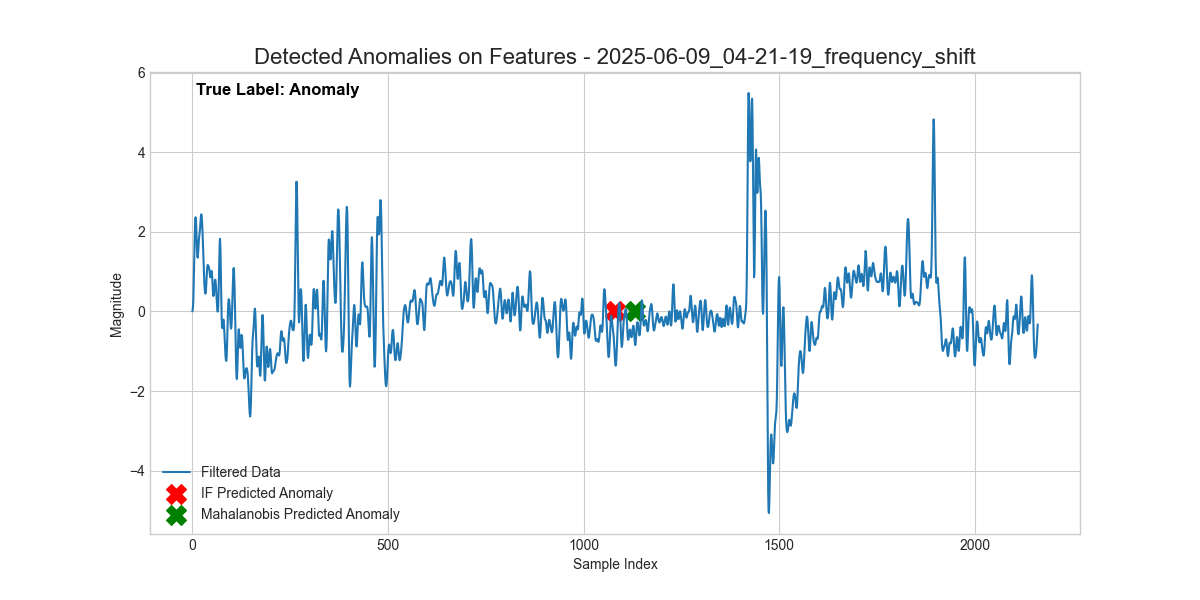 Detected Anomalies on Features - 2025-06-09_04-21-19_frequency_shift
True Label: Anomaly
6
4
2
0
−2
−4
Magnitude
Filtered Data
IF Predicted Anomaly
Mahalanobis Predicted Anomaly
0 500 1000 1500 2000
Sample Index